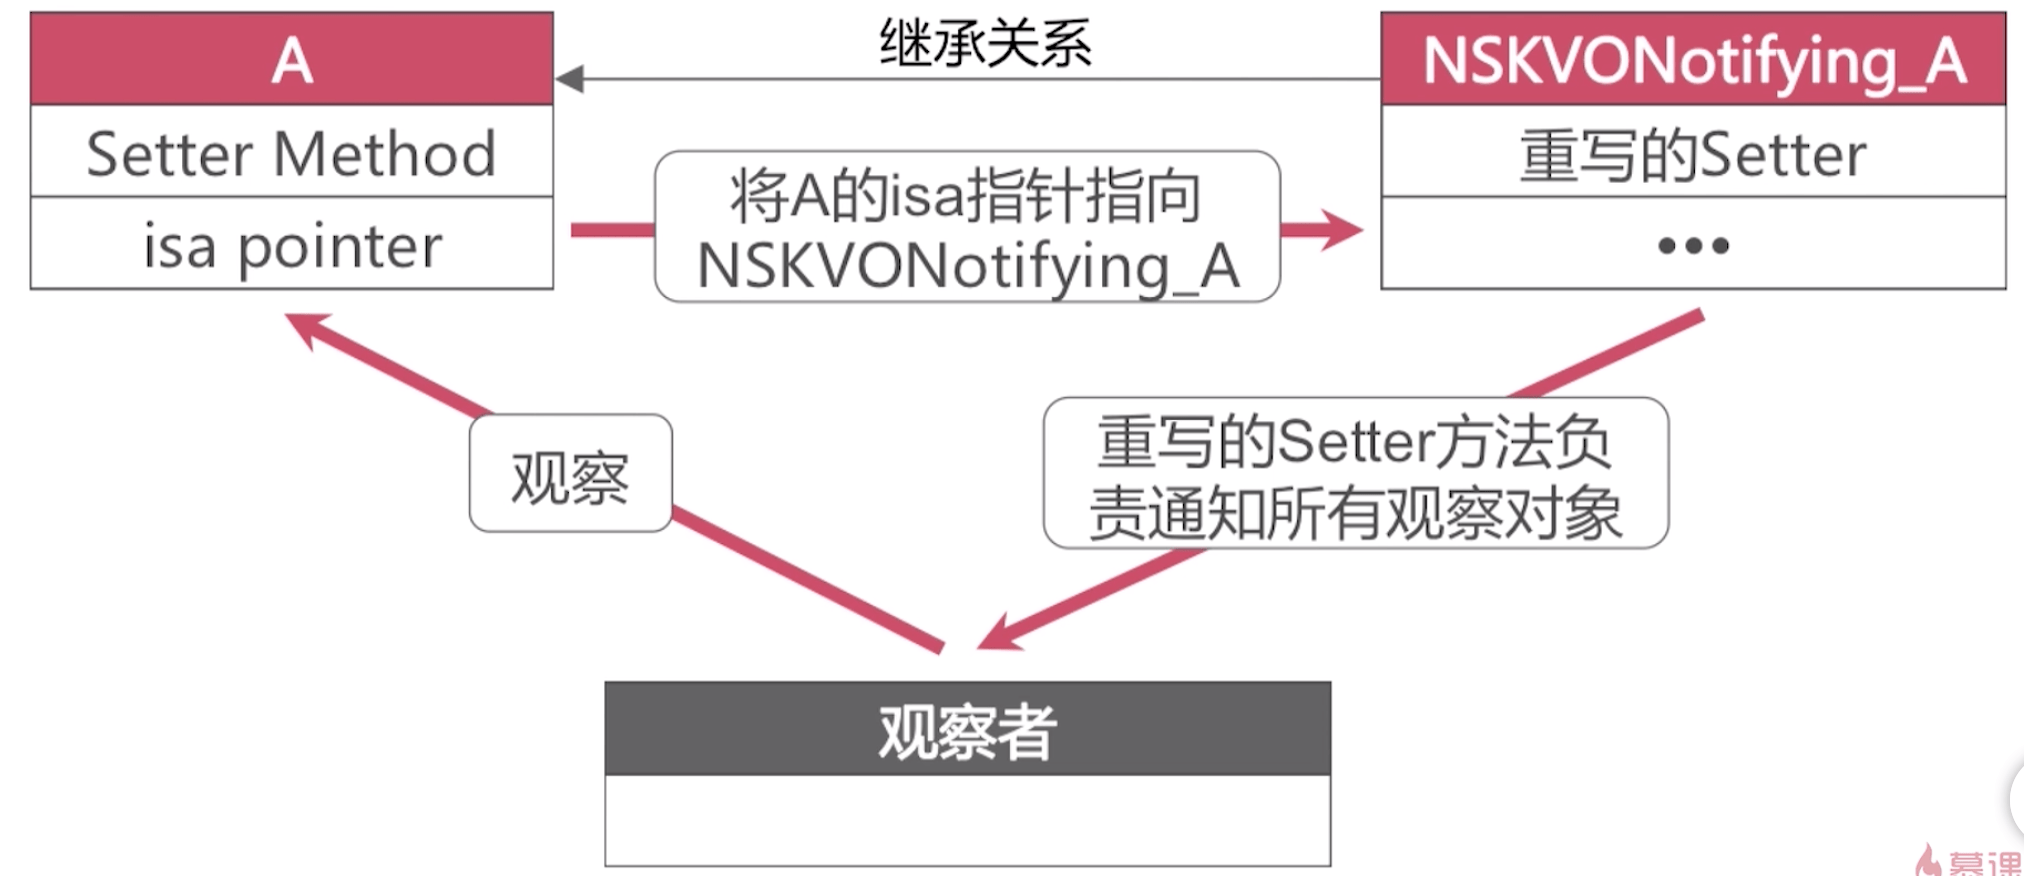 A
继承关系
NSKVONotifying_A
Setter Method
重写的Setter
isa pointer
将A的isa指针指向
NSKVONotifying_A
•••
观察
重写的Setter方法负
责通知所有观察对象
观察者
慕课